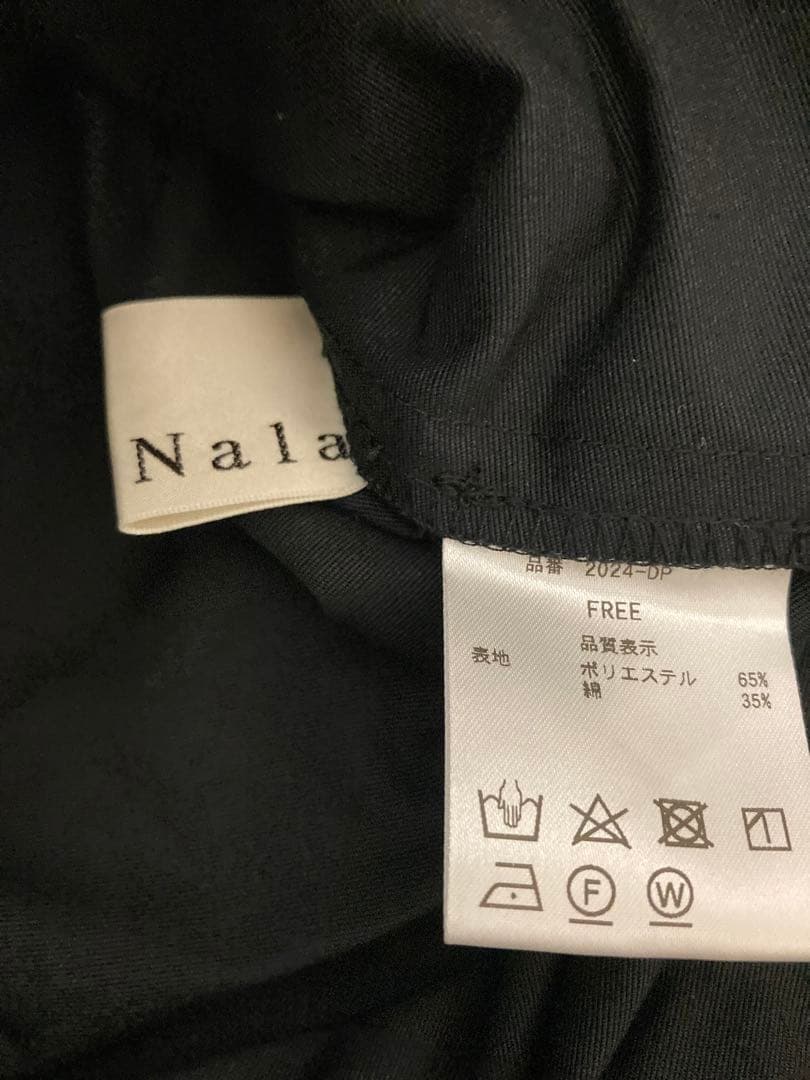 Nala
品番 2024-DP
FREE
品質表示
表地 ポリエステル 65%
綿 35%
F W